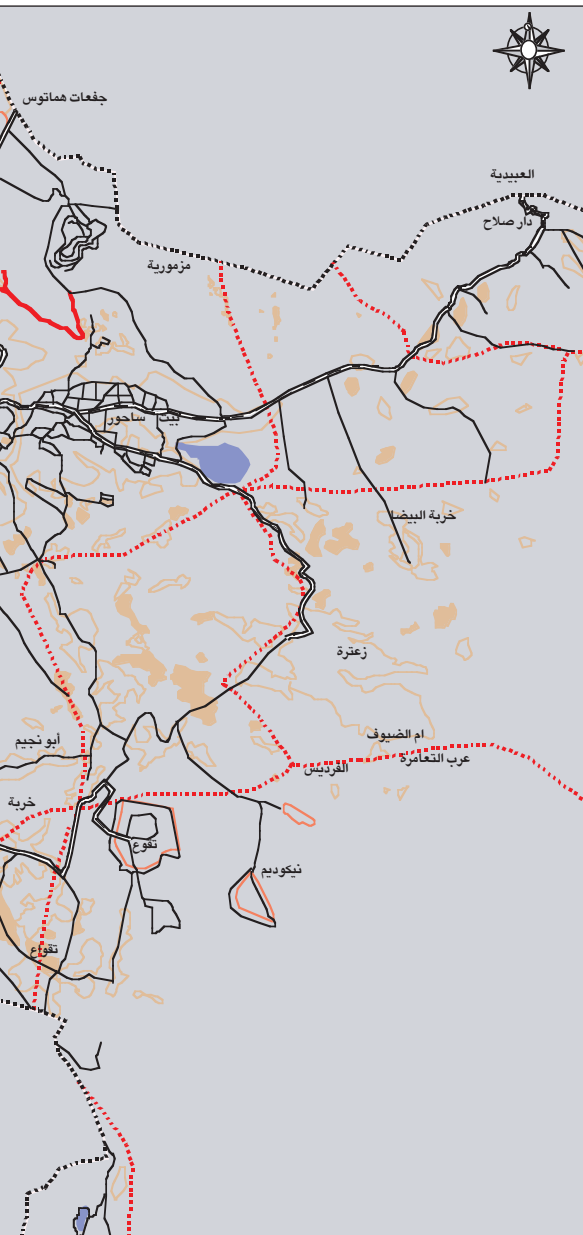 جفعات هماتوس
العبيدية
دار صلاح
مزمورية
بيت ساحور
خربة البيضا
زعترة
ام الضيوف
أبو نجيم
عرب التعامرة
الفرديس
خربة
تقوع
نيكوديم
تقوع